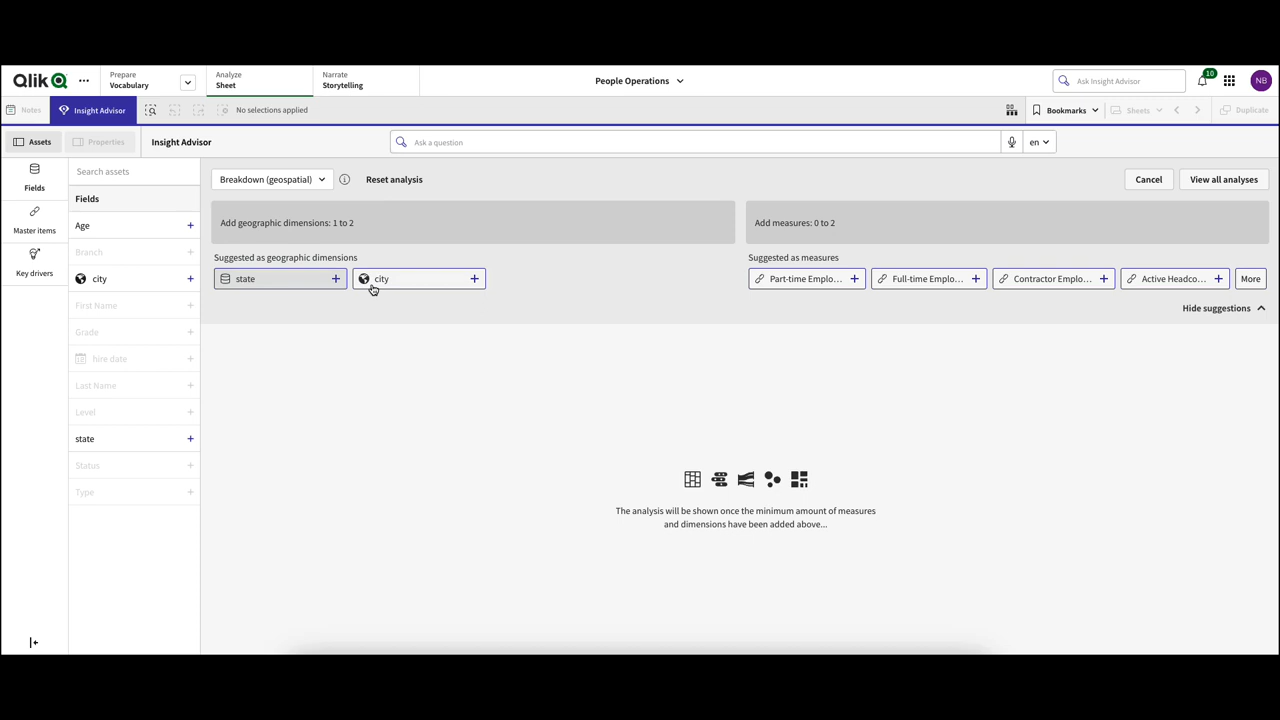 Qlik
Prepare
Vocabulary
Analyze
Sheet
Narrate
Storytelling
People Operations
Ask Insight Advisor
10
NB
Notes
Insight Advisor
No selections applied
Bookmarks
Sheets
Duplicate
Assets
Properties
Insight Advisor
Ask a question
en
Fields
Master items
Key drivers
Search assets
Fields
Age
Branch
city
First Name
Grade
hire date
Last Name
Level
state
Status
Type
Breakdown (geospatial)
Reset analysis
Cancel
View all analyses
Add geographic dimensions: 1 to 2
Add measures: 0 to 2
Suggested as geographic dimensions
state
city
Suggested as measures
Part-time Emplo...
Full-time Emplo...
Contractor Emplo...
Active Headco...
More
Hide suggestions
The analysis will be shown once the minimum amount of measures
and dimensions have been added above...